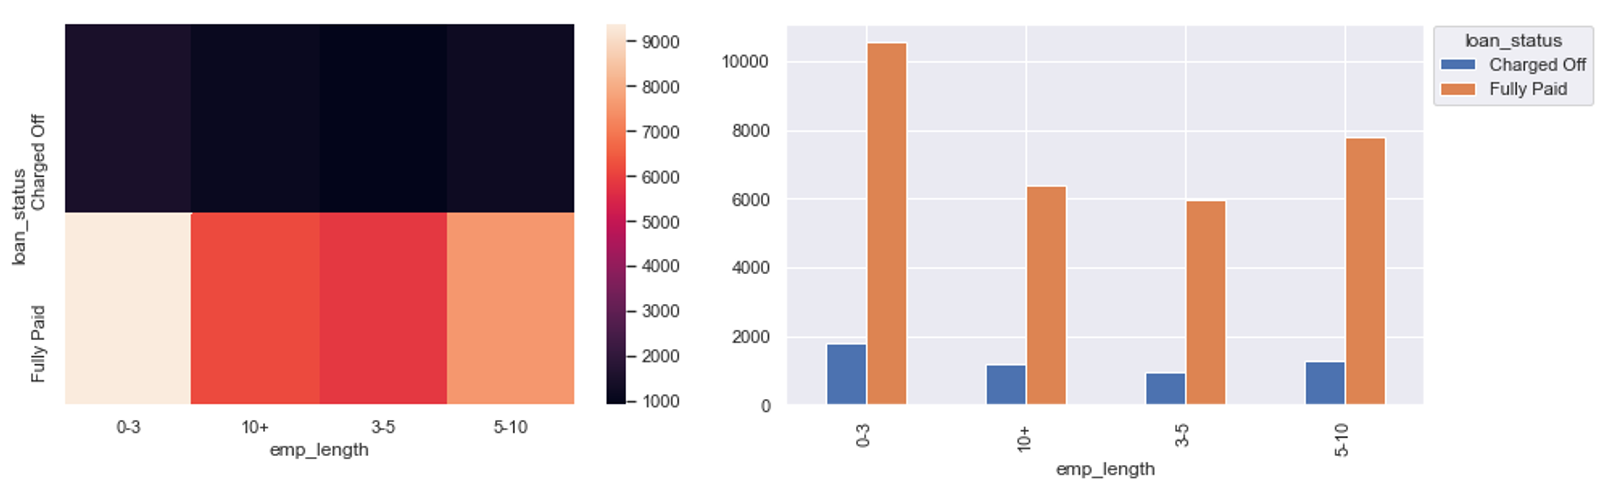 loan_status
Charged Off
Fully Paid
0-3
10+
3-5
5-10
emp_length
9000
8000
7000
6000
5000
4000
3000
2000
1000
10000
8000
6000
4000
2000
0
0-3
10+
3-5
5-10
emp_length
loan_status
Charged Off
Fully Paid